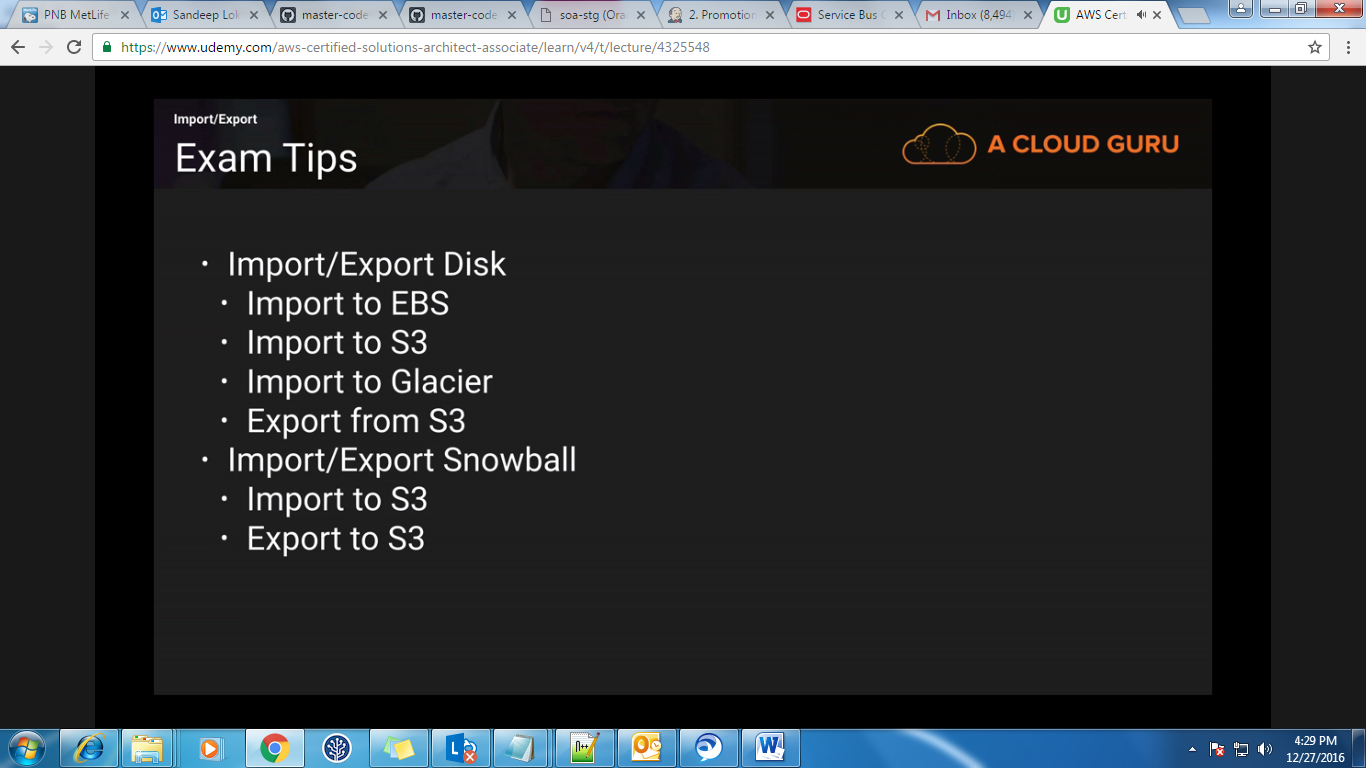 PNB MetLife
Sandeep Lok
master-code
master-code
soa-stg (Ora
2. Promotion
Service Bus C
Inbox (8,494
AWS Cert
https://www.udemy.com/aws-certified-solutions-architect-associate/learn/v4/t/lecture/4325548
Import/Export
Exam Tips
A CLOUD GURU
• Import/Export Disk
• Import to EBS
• Import to S3
• Import to Glacier
• Export from S3
• Import/Export Snowball
• Import to S3
• Export to S3
4:29 PM
12/27/2016